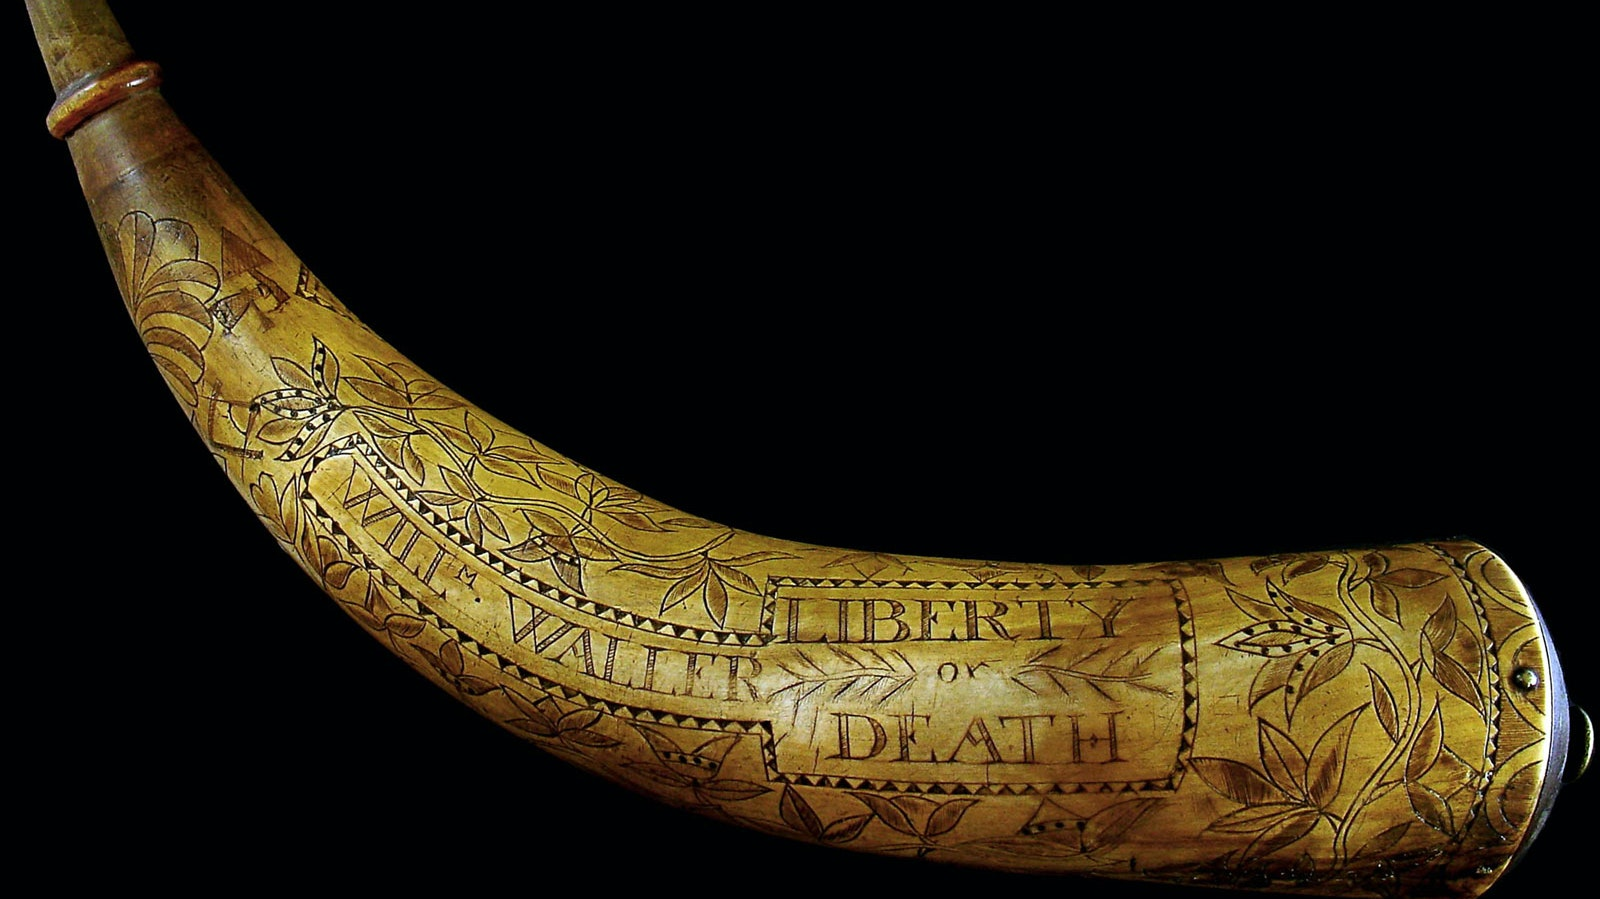 WILL ᴹ. WALLER
LIBERTY
or
DEATH